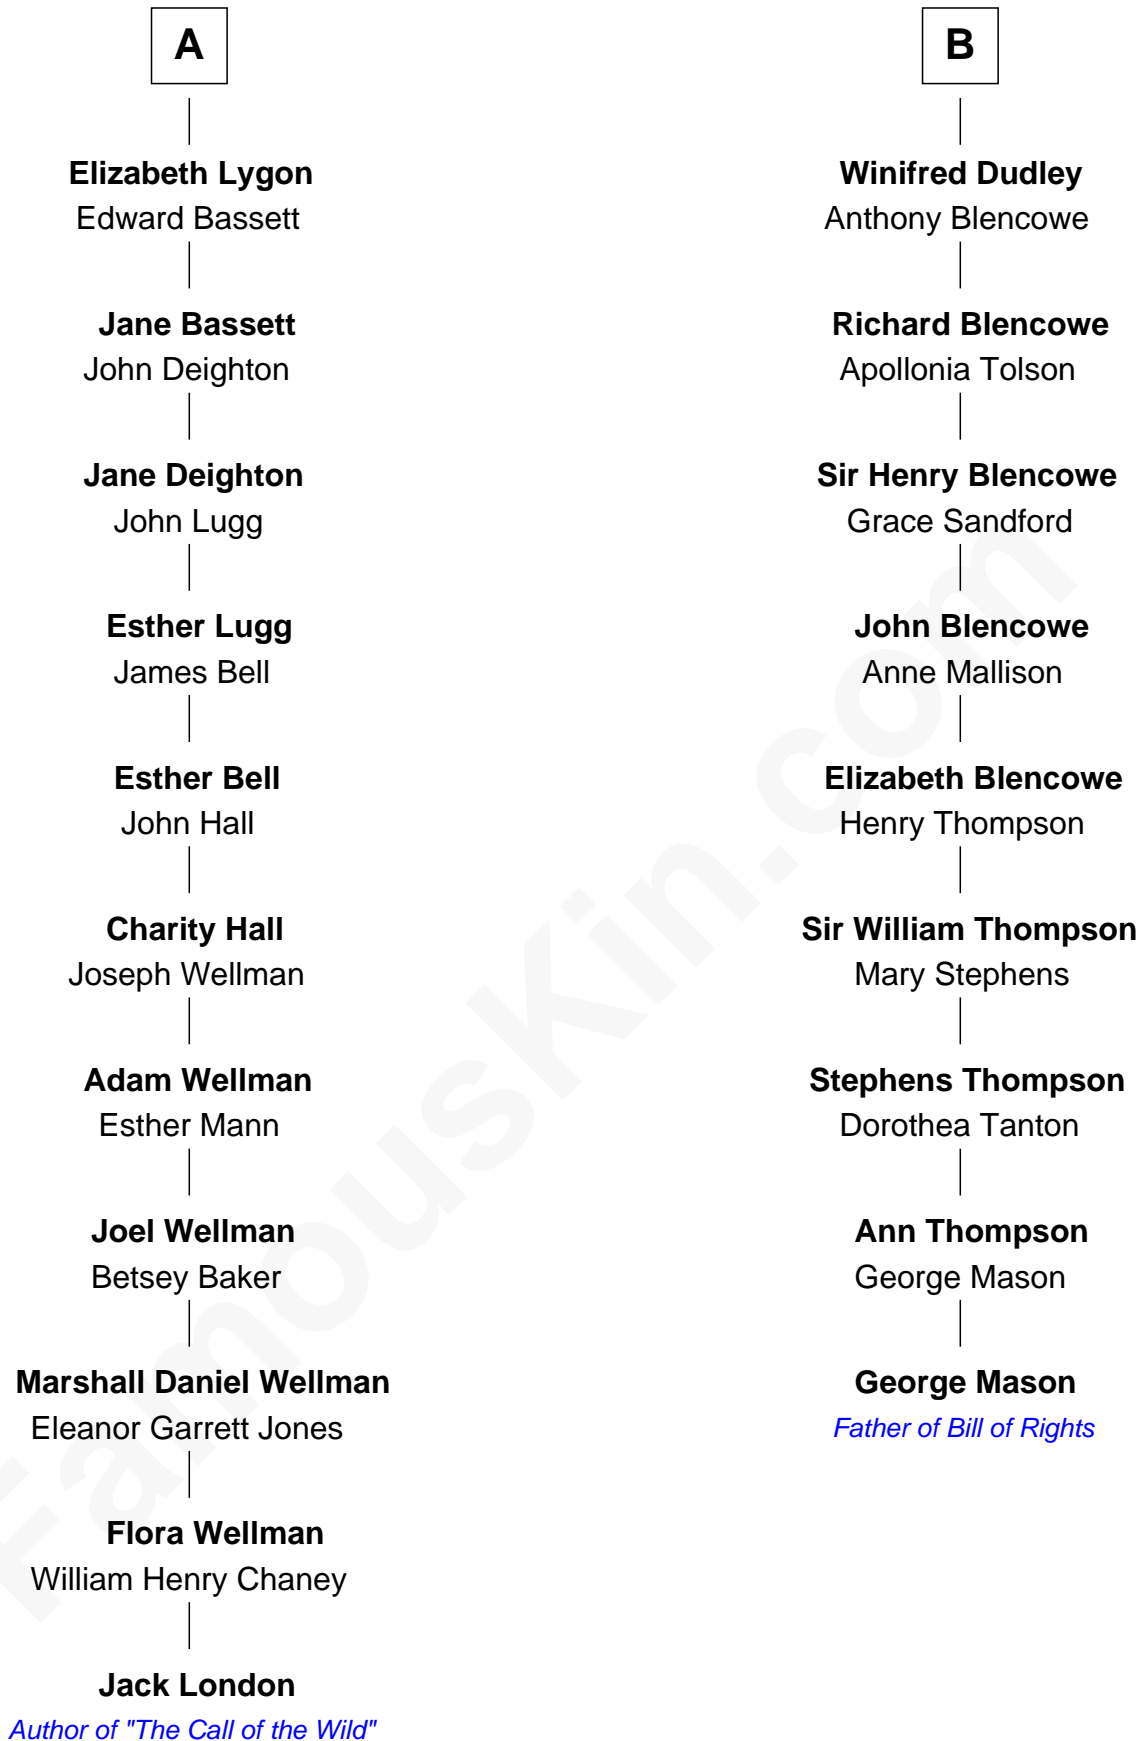 A
Elizabeth Lygon
Edward Bassett
Jane Bassett
John Deighton
Jane Deighton
John Lugg
Esther Lugg
James Bell
Esther Bell
John Hall
Charity Hall
Joseph Wellman
Adam Wellman
Esther Mann
Joel Wellman
Betsey Baker
Marshall Daniel Wellman
Eleanor Garrett Jones
Flora Wellman
William Henry Chaney
Jack London
Author of "The Call of the Wild"
B
Winifred Dudley
Anthony Blencowe
Richard Blencowe
Apollonia Tolson
Sir Henry Blencowe
Grace Sandford
John Blencowe
Anne Mallison
Elizabeth Blencowe
Henry Thompson
Sir William Thompson
Mary Stephens
Stephens Thompson
Dorothea Tanton
Ann Thompson
George Mason
George Mason
Father of Bill of Rights
FamousKin.com